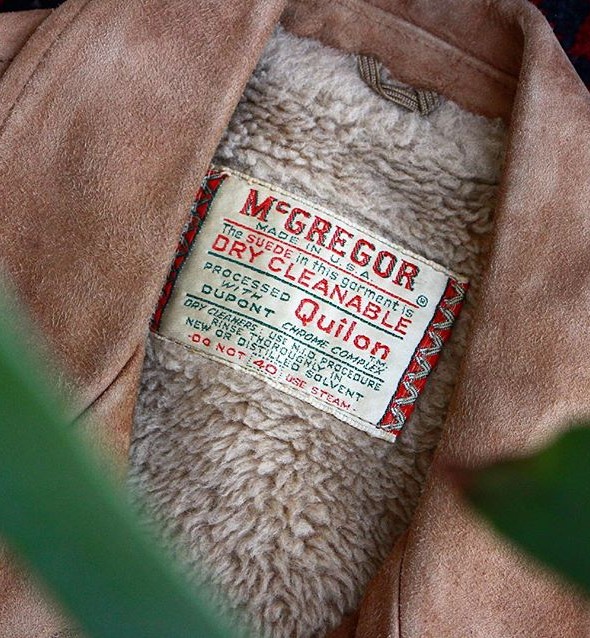 McGREGOR®
MADE IN U.S.A
The SUEDE in this garment is
DRY CLEANABLE
PROCESSED WITH DUPONT Quilon
CHROME COMPLEX
DRY CLEANERS: USE N.I.D. PROCEDURE
RINSE THOROUGHLY IN
NEW OR DISTILLED SOLVENT
-DO NOT 40 USE STEAM-